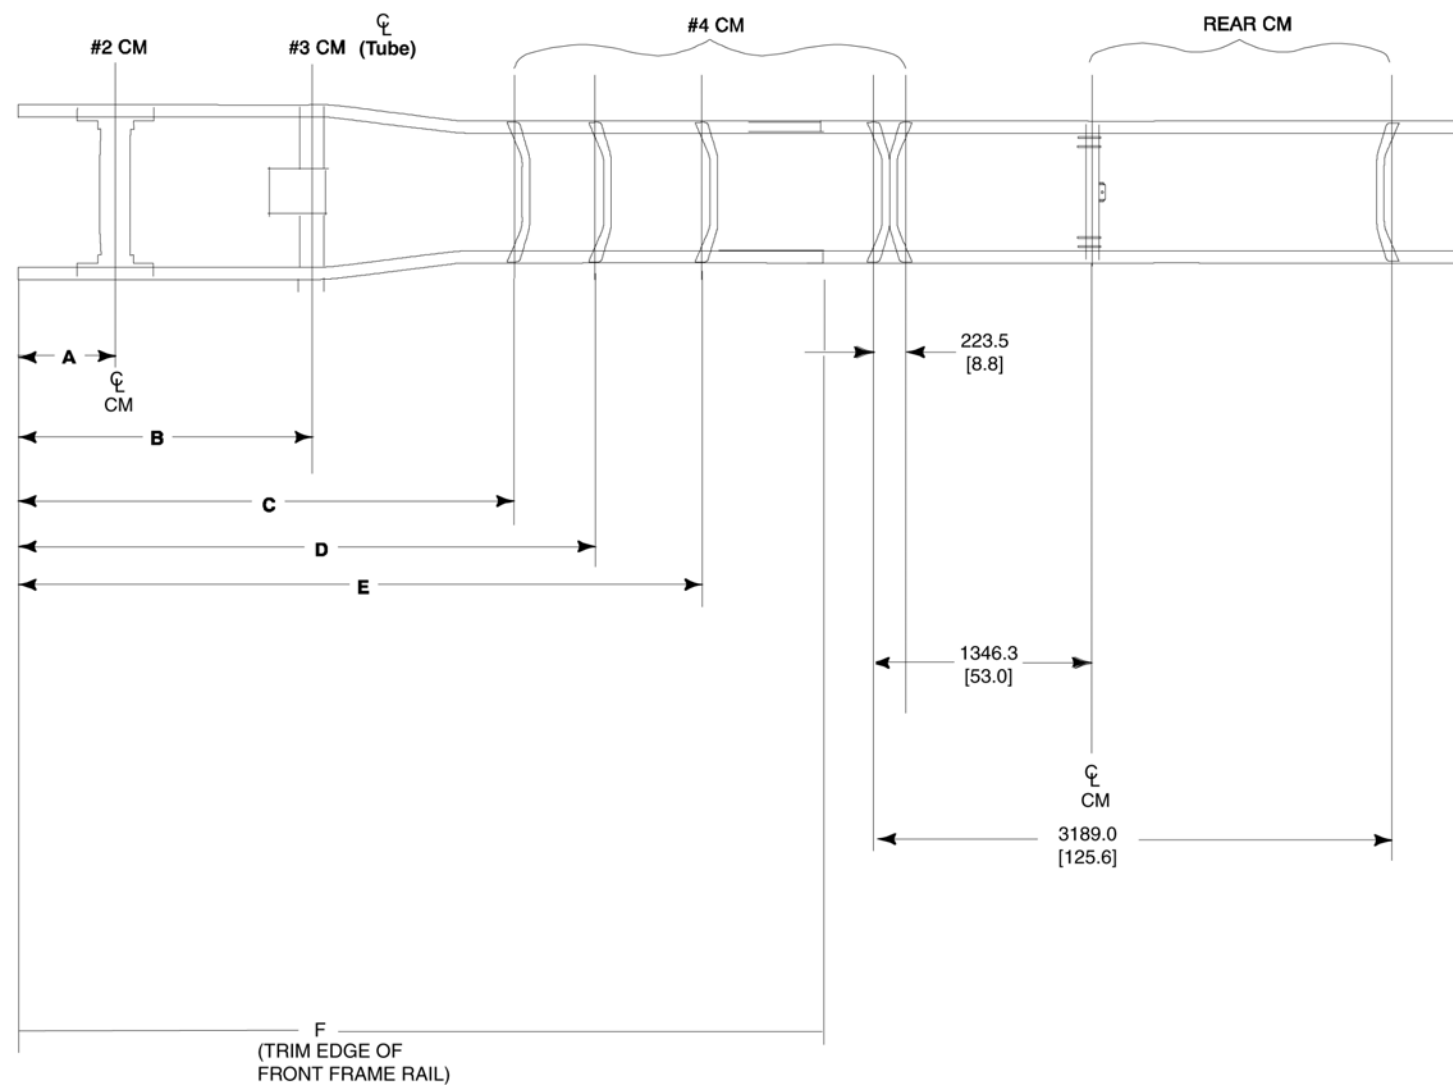 #2 CM
#3 CM
℄
(Tube)
#4 CM
REAR CM
A
℄
CM
B
C
D
E
223.5
[8.8]
1346.3
[53.0]
℄
CM
3189.0
[125.6]
F
(TRIM EDGE OF
FRONT FRAME RAIL)